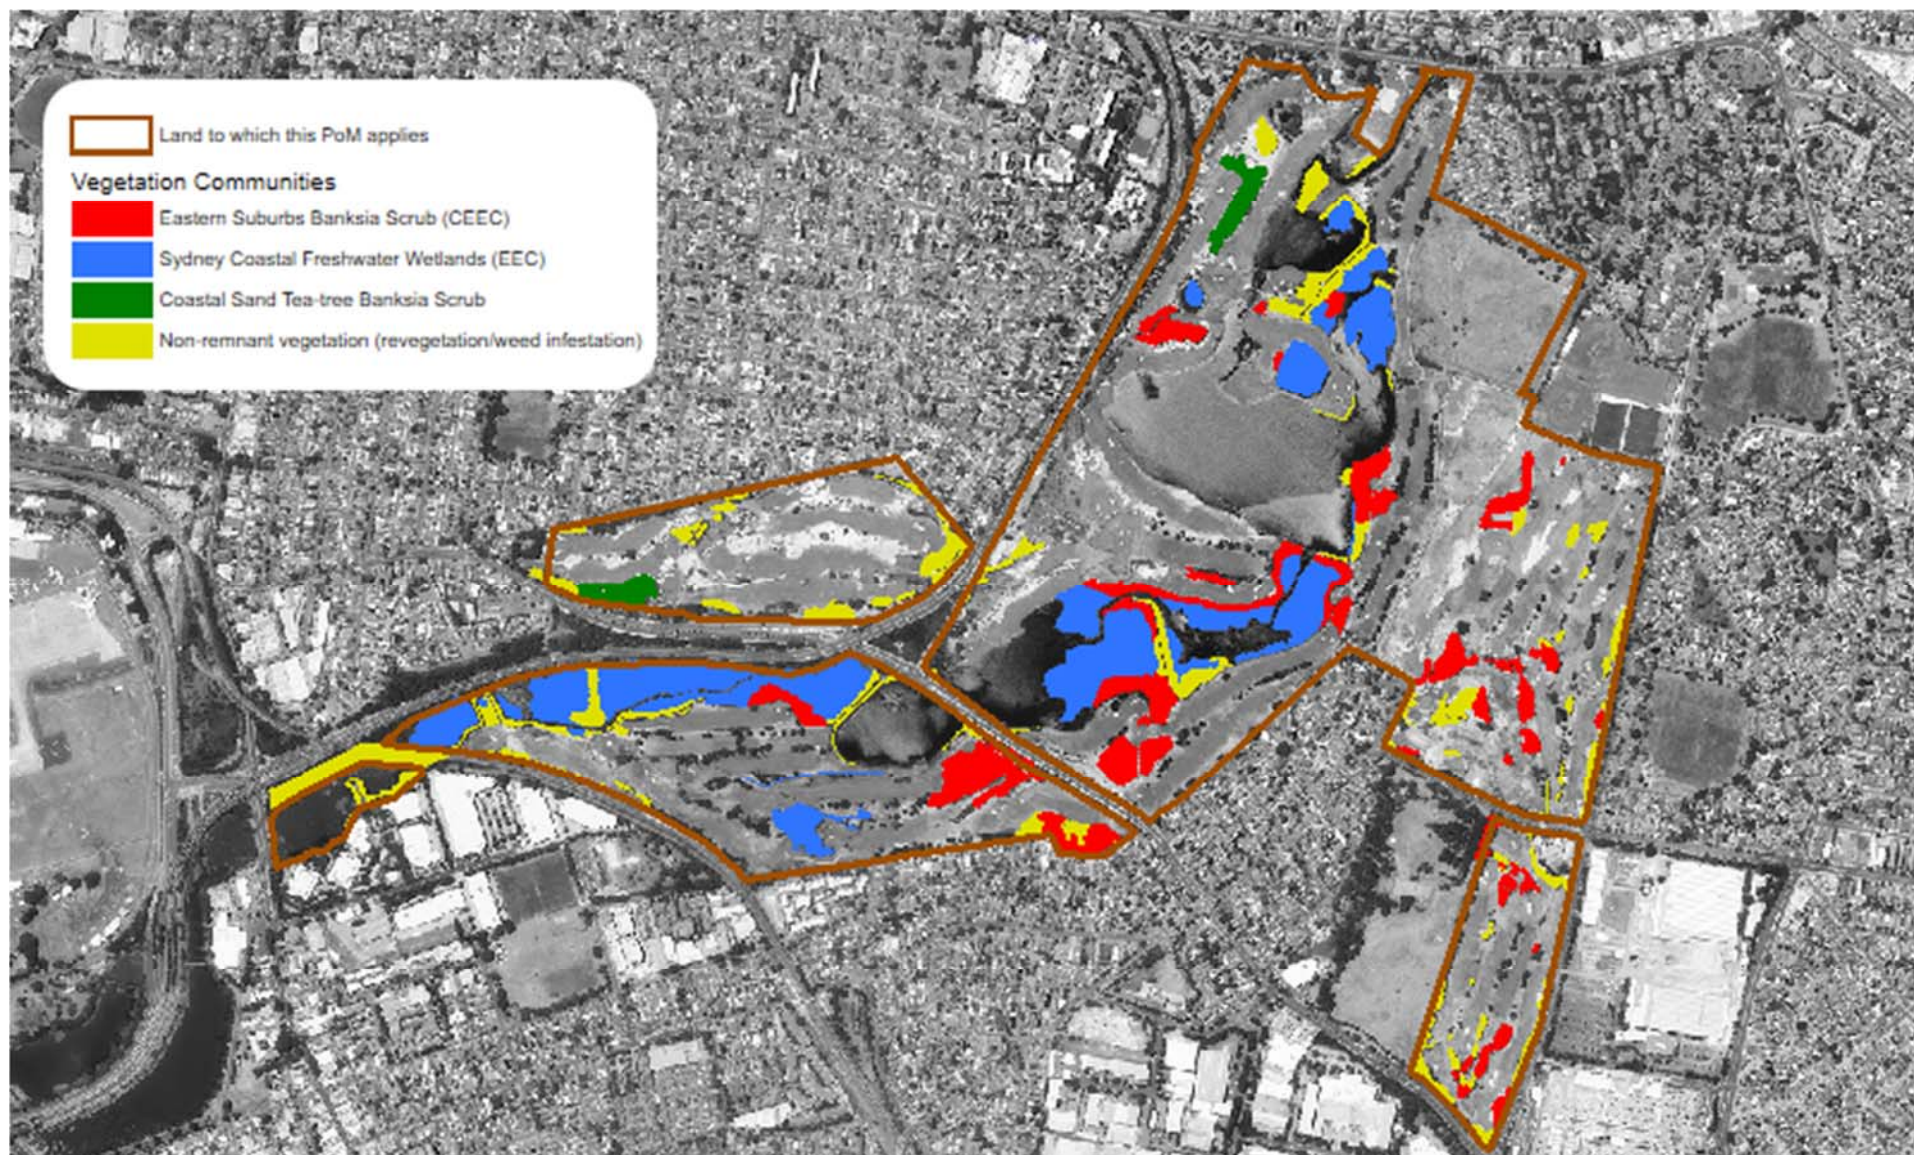 Land to which this PoM applies
Vegetation Communities
Eastern Suburbs Banksia Scrub (CEEC)
Sydney Coastal Freshwater Wetlands (EEC)
Coastal Sand Tea-tree Banksia Scrub
Non-remnant vegetation (revegetation/weed infestation)